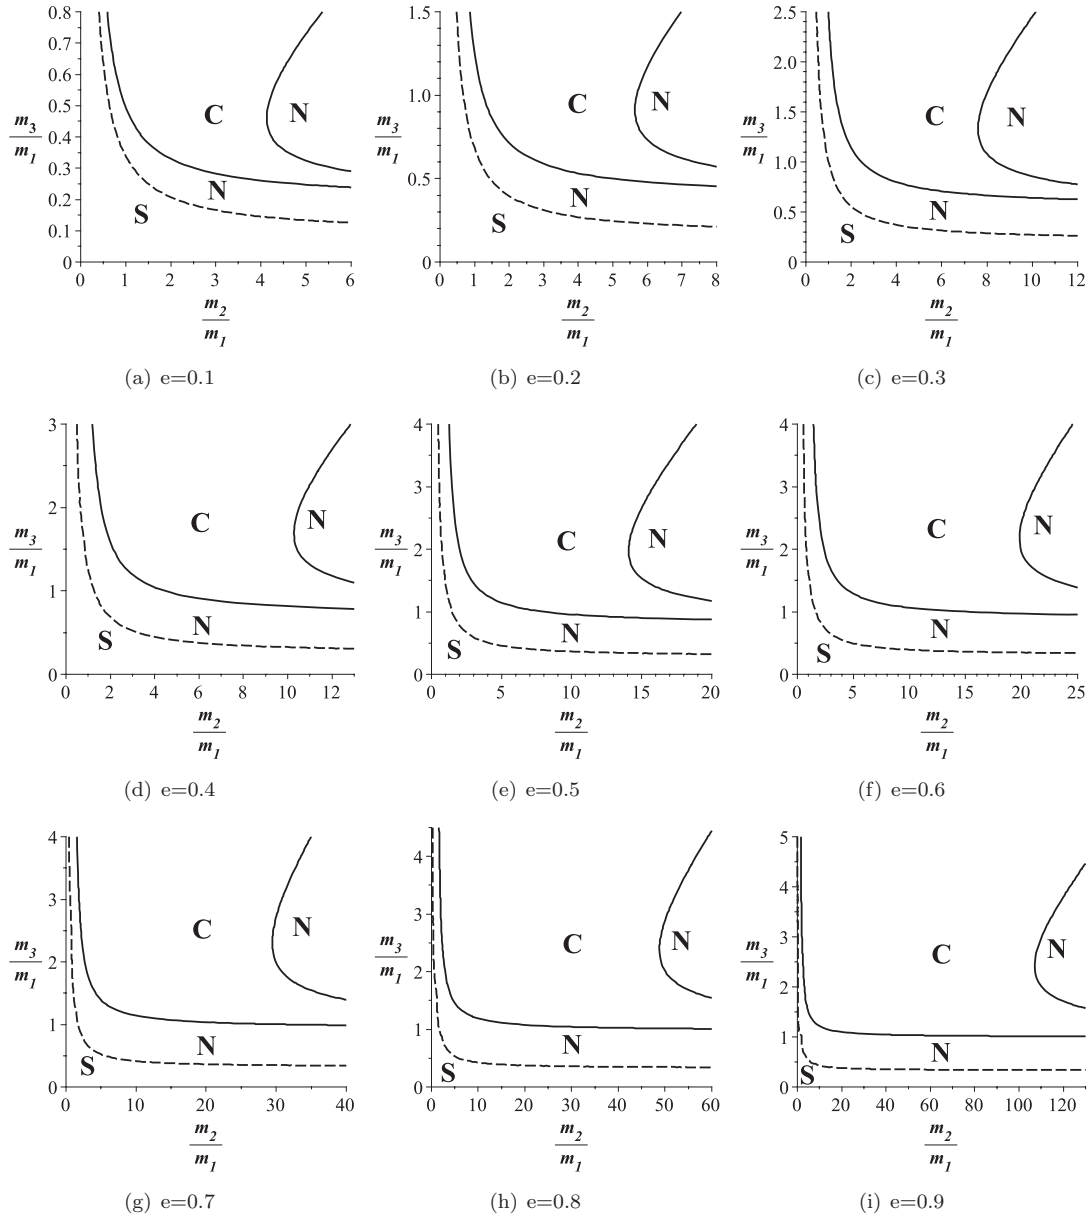 0.8
0.7
0.6
0.5
0.4
0.3
0.2
0.1
0
m3
m1
C
N
N
S
0 1 2 3 4 5 6
m2
m1
(a) e=0.1
1.5
1.0
0.5
0
m3
m1
C
N
N
S
0 1 2 3 4 5 6 7 8
m2
m1
(b) e=0.2
2.5
2.0
1.5
1.0
0.5
0
m3
m1
C
N
N
S
0 2 4 6 8 10 12
m2
m1
(c) e=0.3
3
2
1
0
m3
m1
C
N
N
S
0 2 4 6 8 10 12
m2
m1
(d) e=0.4
4
3
2
1
0
m3
m1
C
N
N
S
0 5 10 15 20
m2
m1
(e) e=0.5
4
3
2
1
0
m3
m1
C
N
N
S
0 5 10 15 20 25
m2
m1
(f) e=0.6
4
3
2
1
0
m3
m1
C
N
N
S
0 10 20 30 40
m2
m1
(g) e=0.7
4
3
2
1
0
m3
m1
C
N
N
S
0 10 20 30 40 50 60
m2
m1
(h) e=0.8
5
4
3
2
1
0
m3
m1
C
N
N
S
0 20 40 60 80 100 120
m2
m1
(i) e=0.9